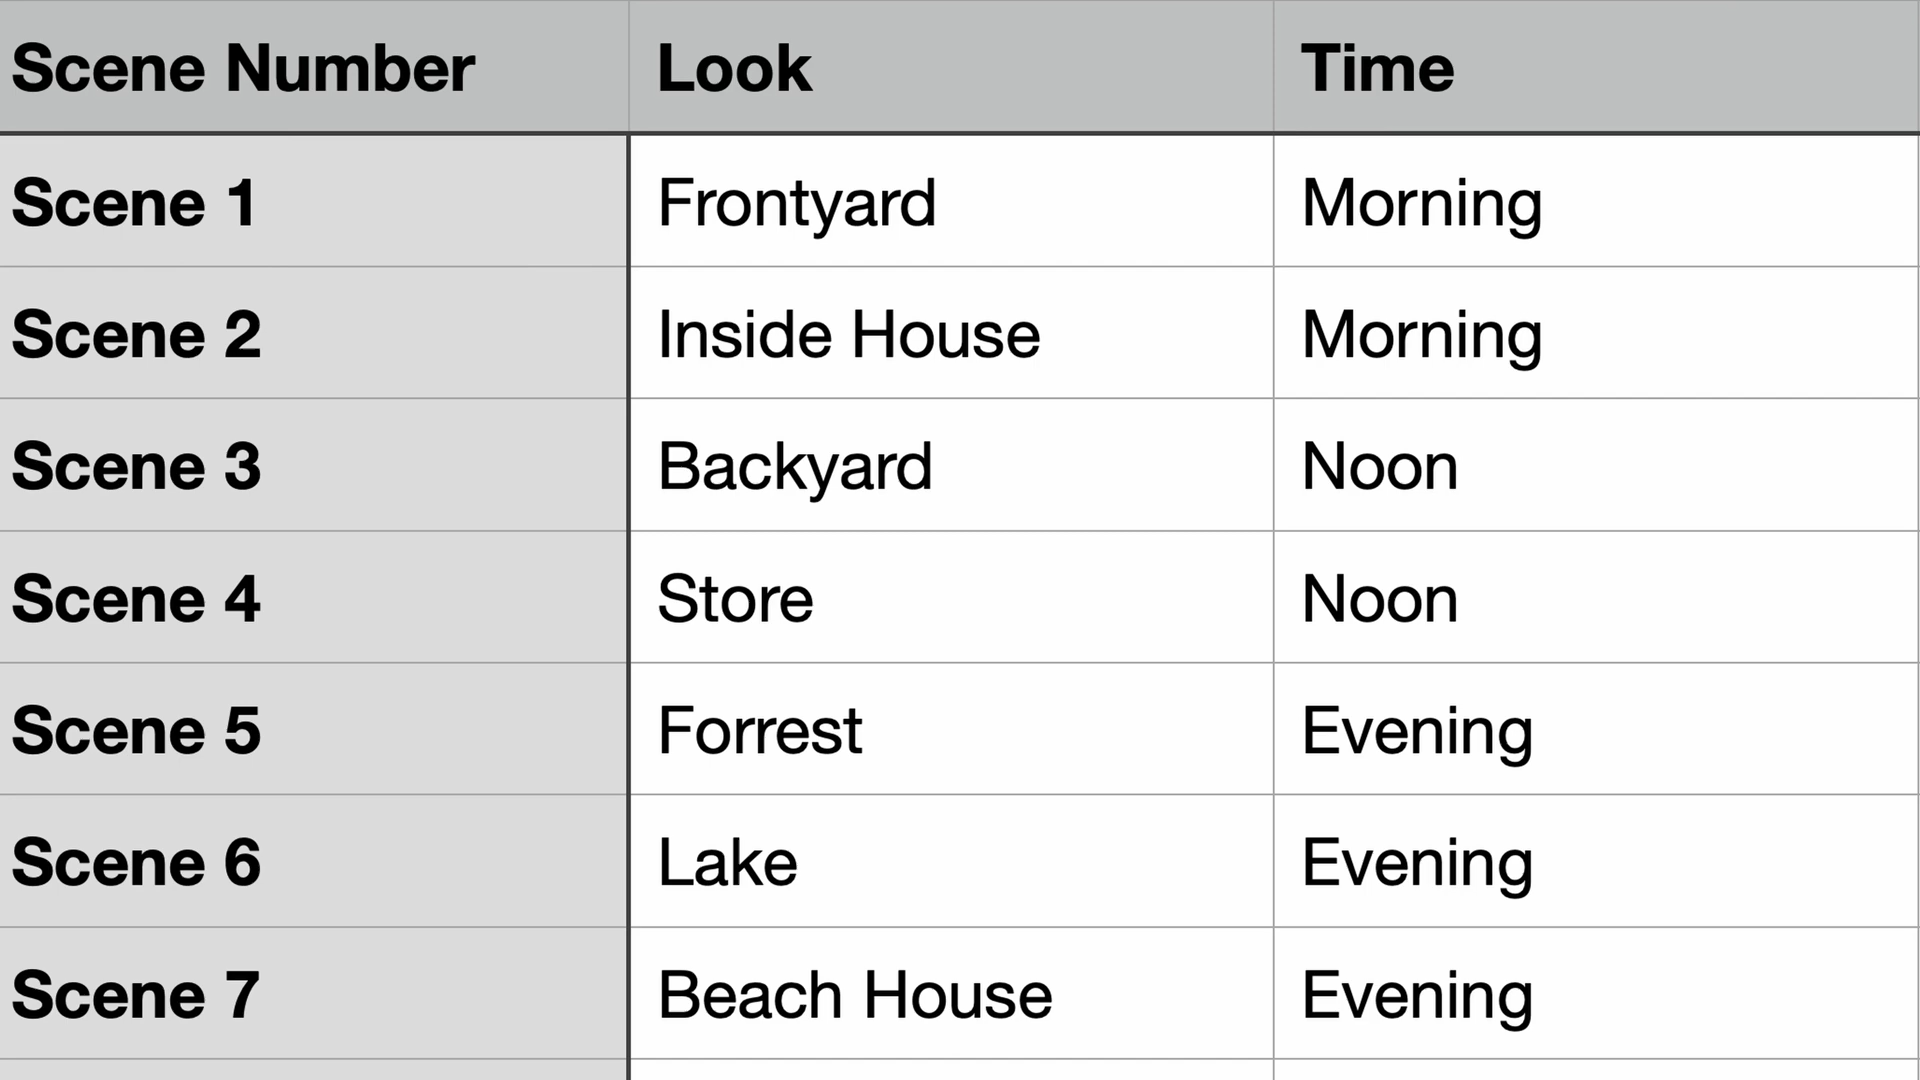 Scene Number Look Time
Scene 1 Frontyard Morning
Scene 2 Inside House Morning
Scene 3 Backyard Noon
Scene 4 Store Noon
Scene 5 Forrest Evening
Scene 6 Lake Evening
Scene 7 Beach House Evening